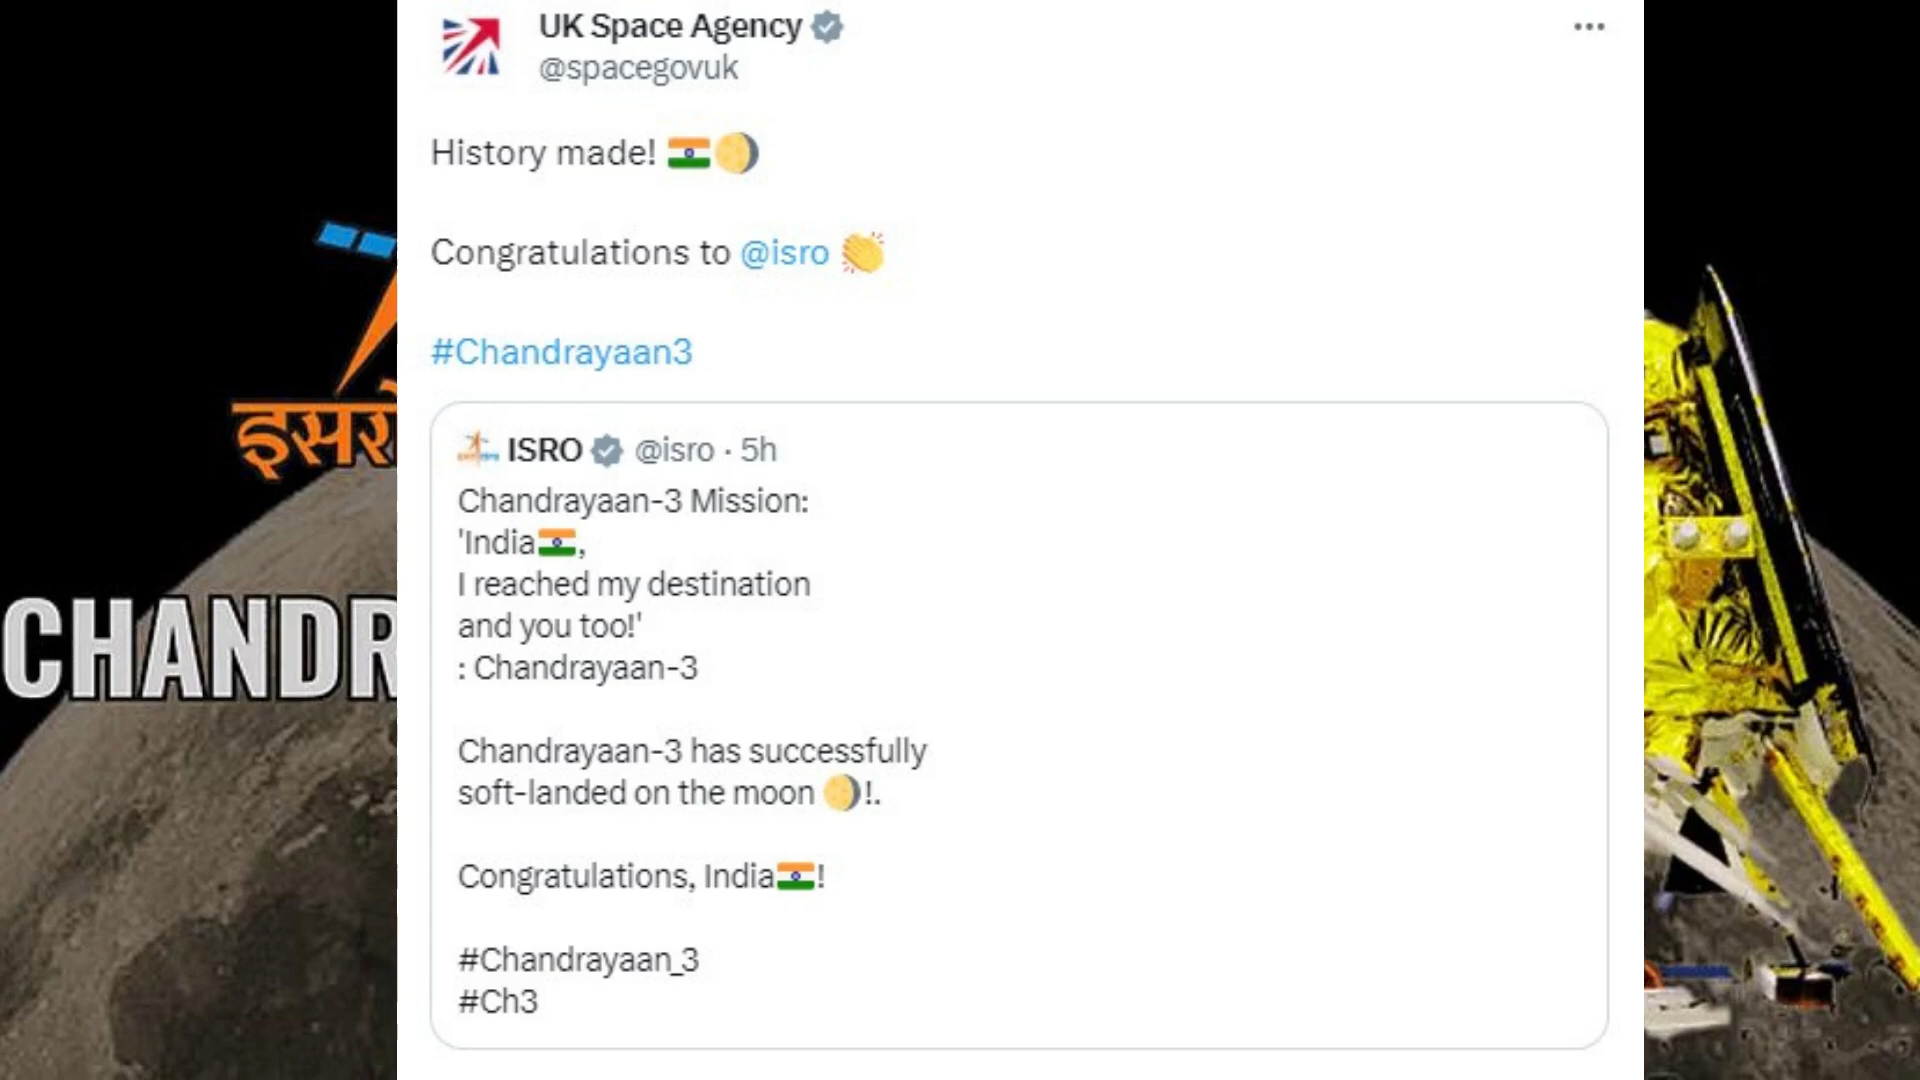 UK Space Agency
@spacegovuk
History made! 🇮🇳🌖
Congratulations to @isro 👏
#Chandrayaan3
ISRO @isro · 5h
Chandrayaan-3 Mission:
'India🇮🇳,
I reached my destination
and you too!'
: Chandrayaan-3
Chandrayaan-3 has successfully
soft-landed on the moon 🌖!.
Congratulations, India🇮🇳!
#Chandrayaan_3
#Ch3
इसरो
CHANDR